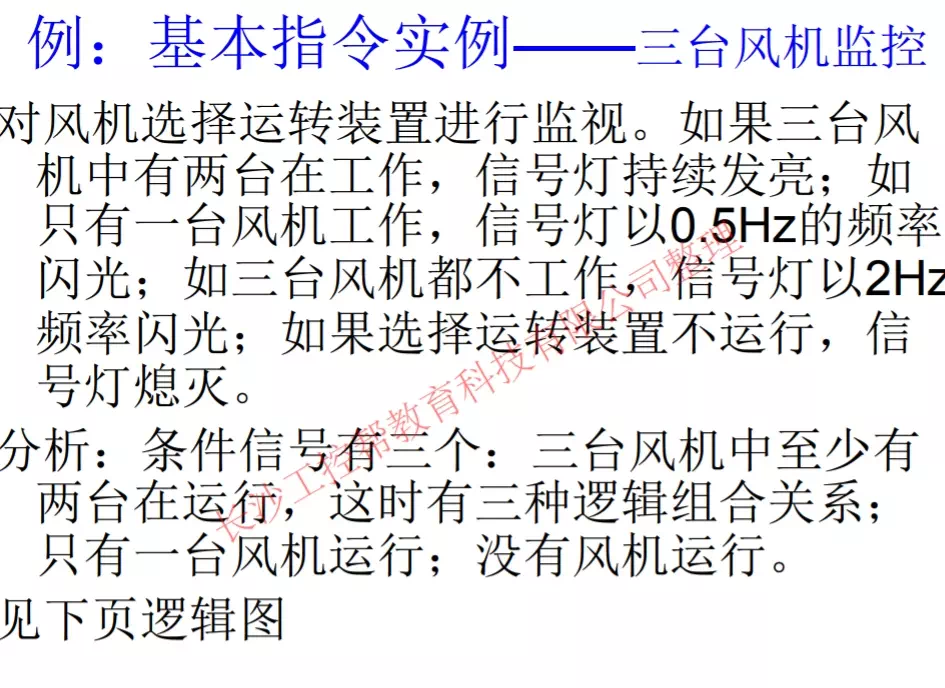 例：基本指令实例——三台风机监控
对风机选择运转装置进行监视。如果三台风
机中有两台在工作，信号灯持续发亮；如
只有一台风机工作，信号灯以0.5Hz的频率
闪光；如三台风机都不工作，信号灯以2Hz
频率闪光；如果选择运转装置不运行，信
号灯熄灭。
分析：条件信号有三个：三台风机中至少有
两台在运行，这时有三种逻辑组合关系；
只有一台风机运行；没有风机运行。
见下页逻辑图
长沙工控帮教育科技有限公司整理